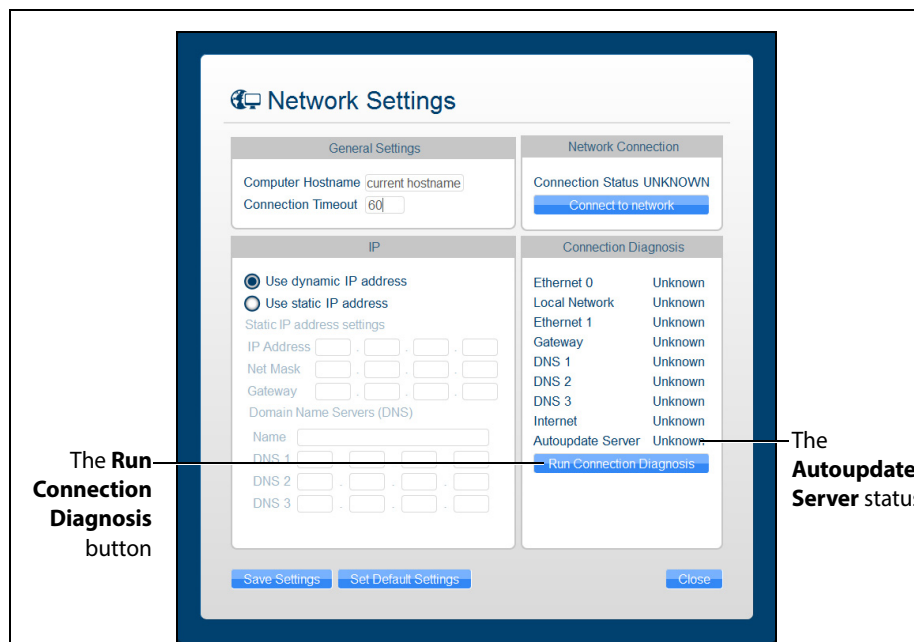 Network Settings
General Settings
Computer Hostname current hostname
Connection Timeout 60
Network Connection
Connection Status UNKNOWN
Connect to network
IP
Use dynamic IP address
Use static IP address
Static IP address settings
IP Address . . .
Net Mask . . .
Gateway . . .
Domain Name Servers (DNS)
Name
DNS 1 . . .
DNS 2 . . .
DNS 3 . . .
Connection Diagnosis
Ethernet 0 Unknown
Local Network Unknown
Ethernet 1 Unknown
Gateway Unknown
DNS 1 Unknown
DNS 2 Unknown
DNS 3 Unknown
Internet Unknown
Autoupdate Server Unknown
Run Connection Diagnosis
Save Settings
Set Default Settings
Close
The Run
Connection
Diagnosis
button
The
Autoupdate
Server status